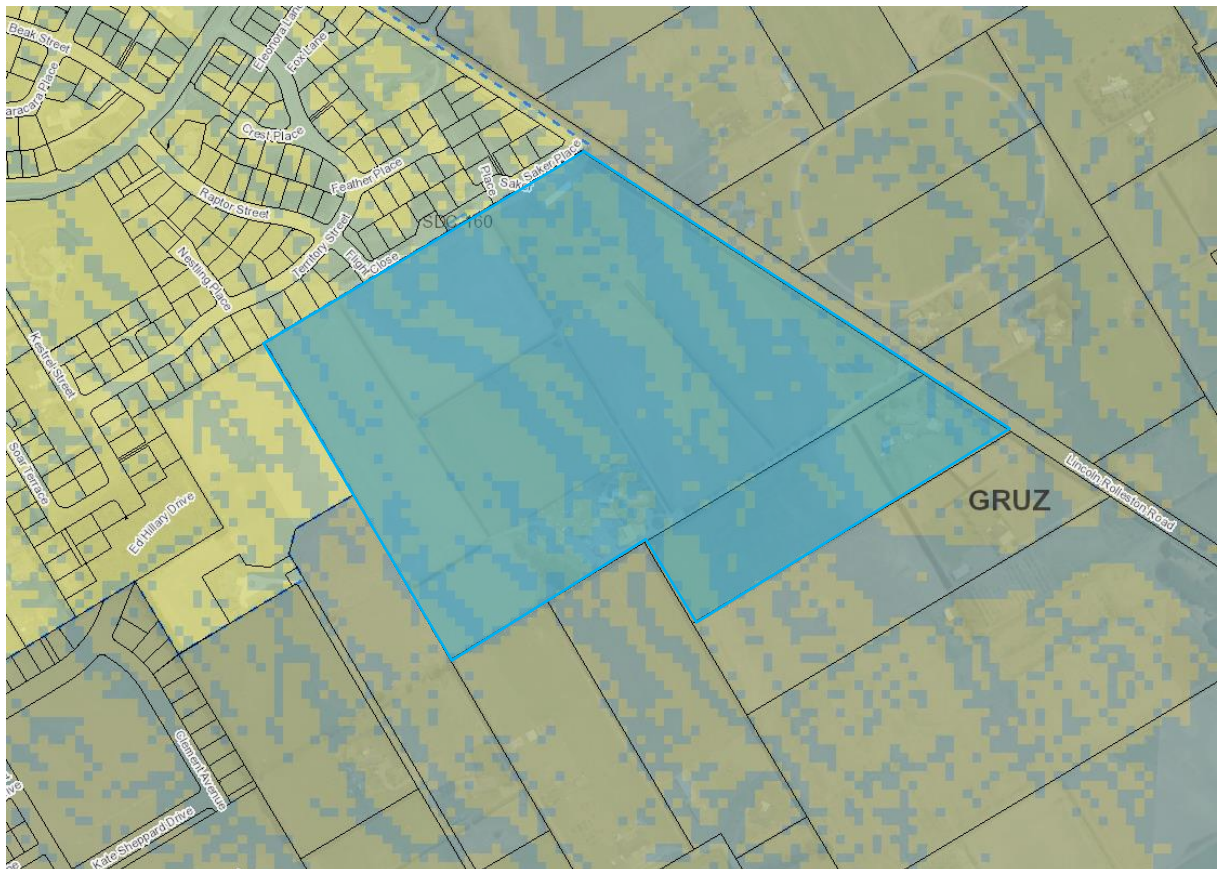 Beak Street
Eleonora Lane
Fox Lane
aracara Place
Crest Place
Feather Place
Place
Saker Place
Raptor Street
SDC 160
Territory Street
Flight Close
Nestling Place
Kestrel Street
Soar Terrace
Ed Hillary Drive
GRUZ
Lincoln Rolleston Road
Clement Avenue
Kate Sheppard Drive